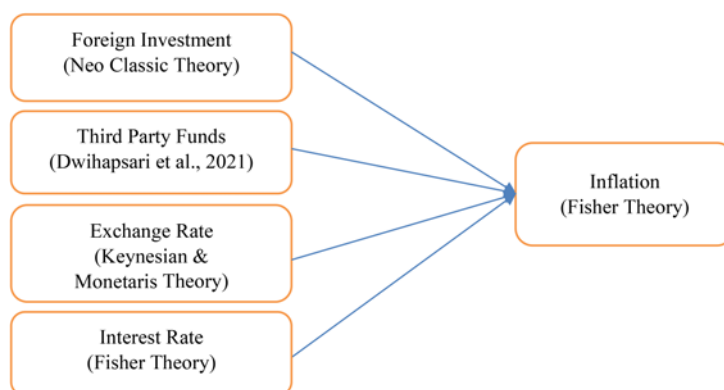 Foreign Investment
(Neo Classic Theory)
Third Party Funds
(Dwihapsari et al., 2021)
Exchange Rate
(Keynesian &
Monetaris Theory)
Interest Rate
(Fisher Theory)
Inflation
(Fisher Theory)